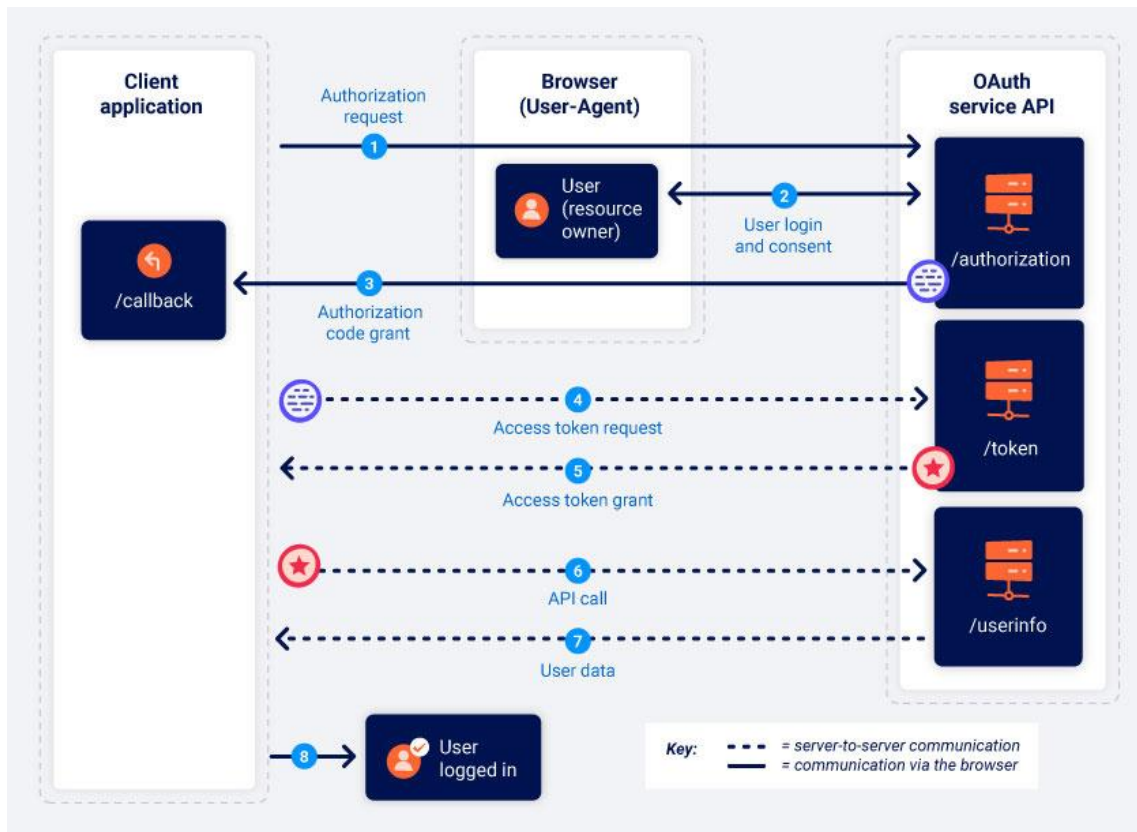 Client
application
Browser
(User-Agent)
OAuth
service API
Authorization
request
1
User
(resource
owner)
2
User login
and consent
/authorization
/callback
3
Authorization
code grant
4
Access token request
/token
5
Access token grant
6
API call
/userinfo
7
User data
8
User
logged in
Key:
= server-to-server communication
= communication via the browser